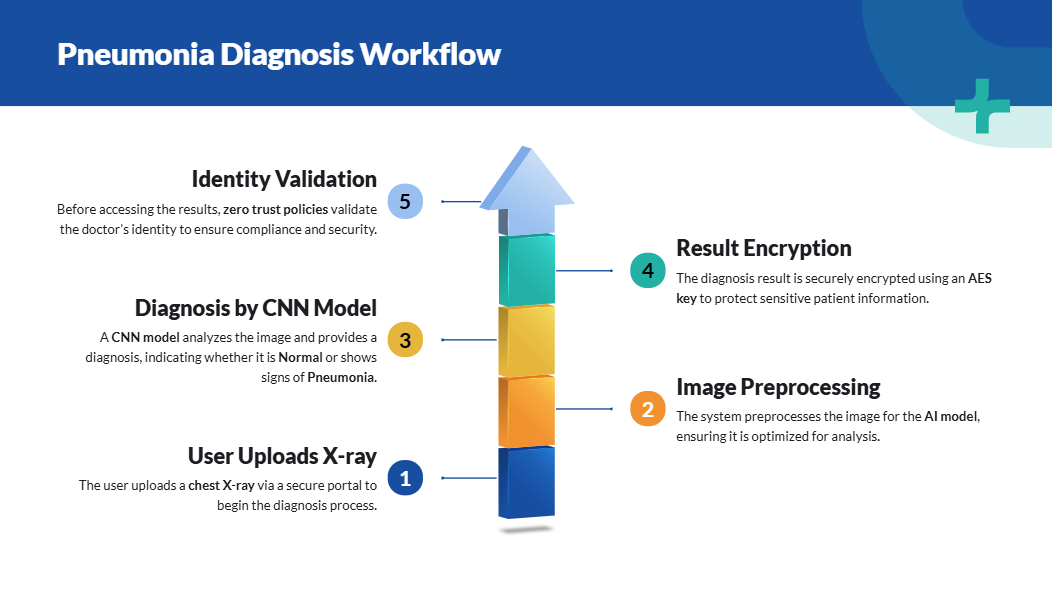 Pneumonia Diagnosis Workflow
Identity Validation
Before accessing the results, zero trust policies validate
the doctor's identity to ensure compliance and security.
5
Result Encryption
4
The diagnosis result is securely encrypted using an AES
key to protect sensitive patient information.
Diagnosis by CNN Model
A CNN model analyzes the image and provides a
diagnosis, indicating whether it is Normal or shows
signs of Pneumonia.
3
Image Preprocessing
2
The system preprocesses the image for the AI model,
ensuring it is optimized for analysis.
User Uploads X-ray
The user uploads a chest X-ray via a secure portal to
begin the diagnosis process.
1